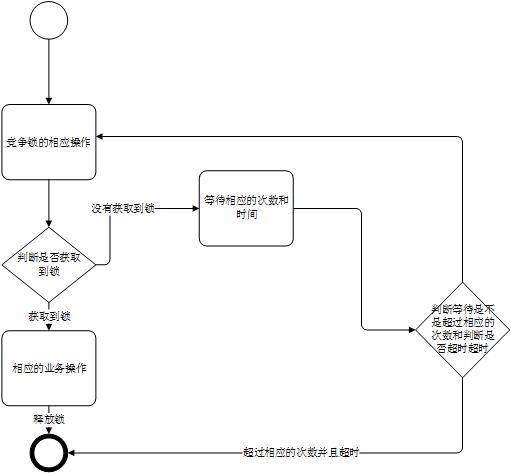 竞争锁的相应操作
没有获取到锁
等待相应的次数和
时间
判断是否获取
到锁
获取到锁
判断等待是不
是超过相应的
次数和判断是
否超时超时
相应的业务操作
释放锁
超过相应的次数并且超时